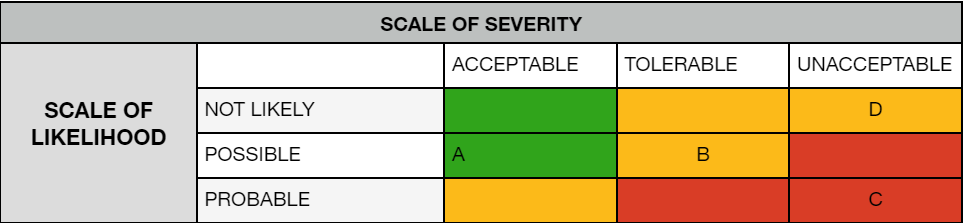 SCALE OF SEVERITY
ACCEPTABLE TOLERABLE UNACCEPTABLE
SCALE OF
LIKELIHOOD
NOT LIKELY D
POSSIBLE A B
PROBABLE C